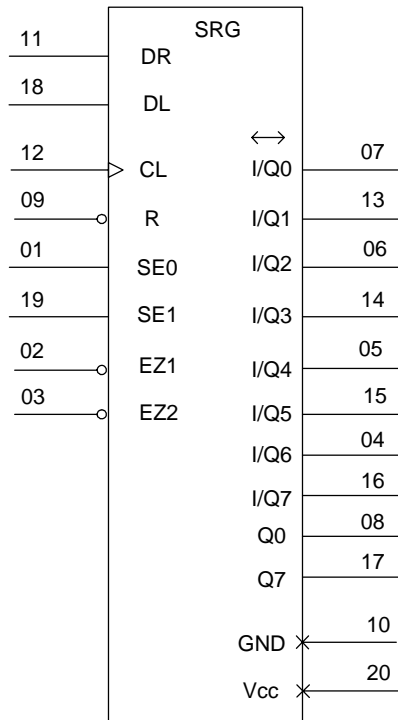 SRG
11 DR
18 DL
12 CL
09 R
01 SE0
19 SE1
02 EZ1
03 EZ2
I/Q0 07
I/Q1 13
I/Q2 06
I/Q3 14
I/Q4 05
I/Q5 15
I/Q6 04
I/Q7 16
Q0 08
Q7 17
GND 10
Vcc 20